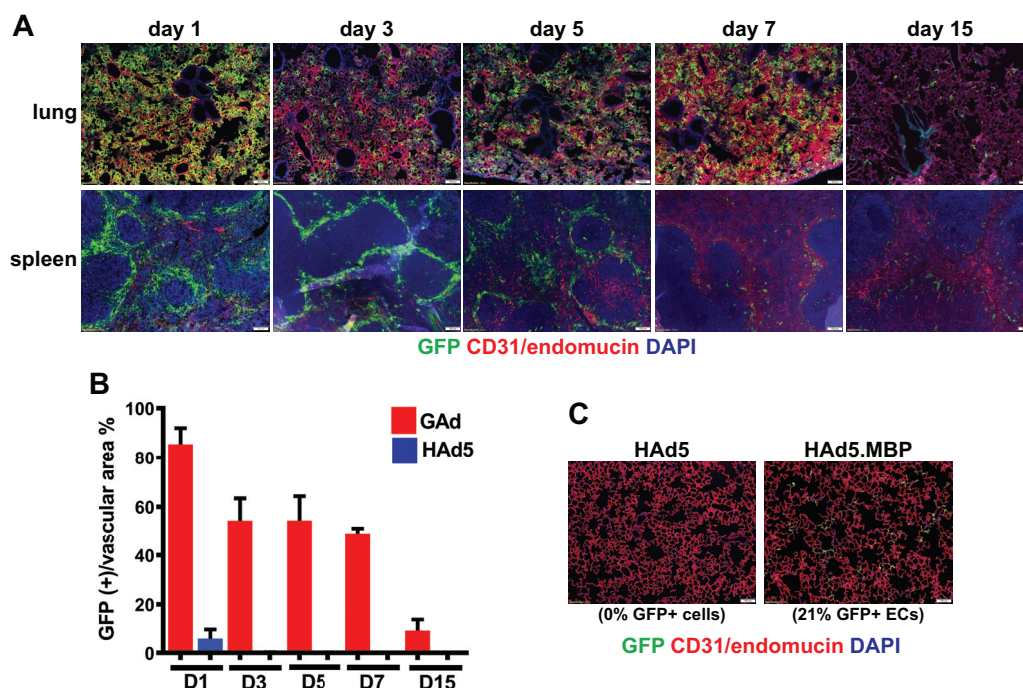 A
day 1 day 3 day 5 day 7 day 15
lung
spleen
GFP CD31/endomucin DAPI
B
GFP (+)/vascular area %
100
80
60
40
20
0
GAd
HAd5
D1 D3 D5 D7 D15
C
HAd5 HAd5.MBP
(0% GFP+ cells) (21% GFP+ ECs)
GFP CD31/endomucin DAPI